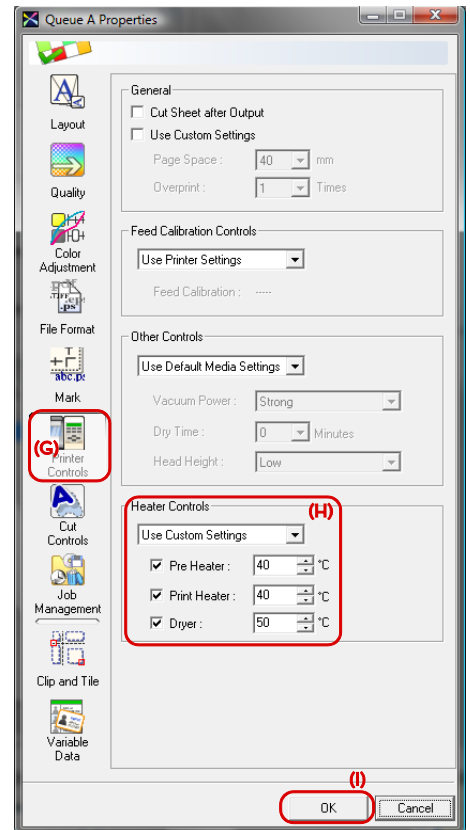 Queue A Properties
Layout
Quality
Color
Adjustment
File Format
abc.p
Mark
(G)
Printer
Controls
Cut
Controls
Job
Management
Clip and Tile
Variable
Data
General
Cut Sheet after Output
Use Custom Settings
Page Space : 40 mm
Overprint : 1 Times
Feed Calibration Controls
Use Printer Settings
Feed Calibration : -----
Other Controls
Use Default Media Settings
Vacuum Power : Strong
Dry Time : 0 Minutes
Head Height : Low
Heater Controls
(H)
Use Custom Settings
Pre Heater : 40 °C
Print Heater : 40 °C
Dryer : 50 °C
(I)
OK Cancel